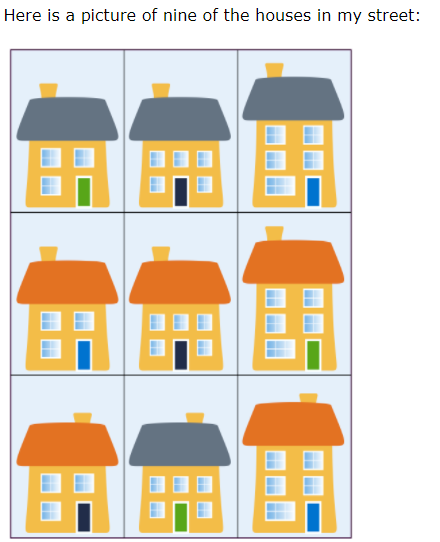 Here is a picture of nine of the houses in my street: